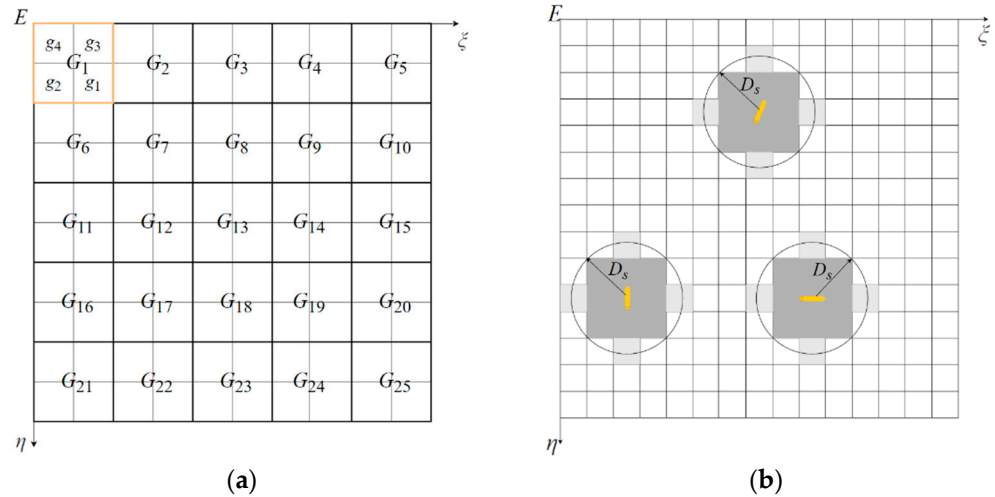 E ξ
g4 g3
G1 G2 G3 G4 G5
g2 g1
G6 G7 G8 G9 G10
G11 G12 G13 G14 G15
G16 G17 G18 G19 G20
G21 G22 G23 G24 G25
η
(a)
E ξ
Ds
Ds Ds
η
(b)